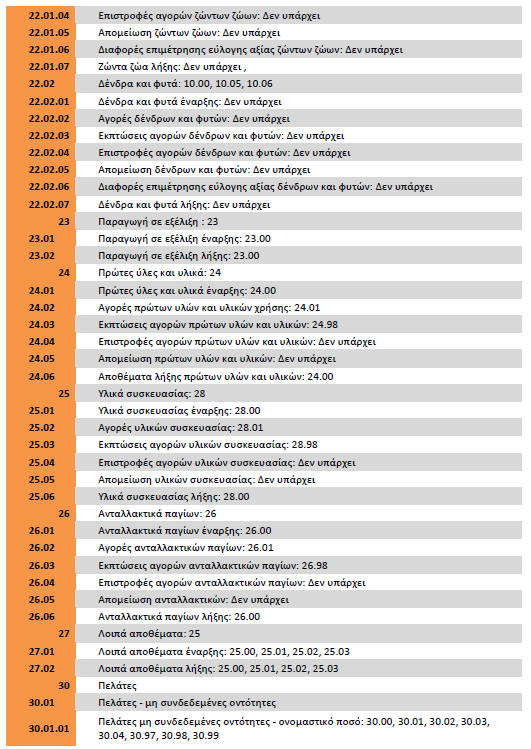 22.01.04 Επιστροφές αγορών ζώντων ζώων: Δεν υπάρχει
22.01.05 Απομείωση ζώντων ζώων: Δεν υπάρχει
22.01.06 Διαφορές επιμέτρησης εύλογης αξίας ζώντων ζώων: Δεν υπάρχει
22.01.07 Ζώντα ζώα λήξης: Δεν υπάρχει ,
22.02 Δένδρα και φυτά: 10.00, 10.05, 10.06
22.02.01 Δένδρα και φυτά έναρξης: Δεν υπάρχει
22.02.02 Αγορές δένδρων και φυτών: Δεν υπάρχει
22.02.03 Εκπτώσεις αγορών δένδρων και φυτών: Δεν υπάρχει
22.02.04 Επιστροφές αγορών δένδρων και φυτών: Δεν υπάρχει
22.02.05 Απομείωση δένδρων και φυτών: Δεν υπάρχει
22.02.06 Διαφορές επιμέτρησης εύλογης αξίας δένδρων και φυτών: Δεν υπάρχει
22.02.07 Δένδρα και φυτά λήξης: Δεν υπάρχει
23 Παραγωγή σε εξέλιξη : 23
23.01 Παραγωγή σε εξέλιξη έναρξης: 23.00
23.02 Παραγωγή σε εξέλιξη λήξης: 23.00
24 Πρώτες ύλες και υλικά: 24
24.01 Πρώτες ύλες και υλικά έναρξης: 24.00
24.02 Αγορές πρώτων υλών και υλικών χρήσης: 24.01
24.03 Εκπτώσεις αγορών πρώτων υλών και υλικών: 24.98
24.04 Επιστροφές αγορών πρώτων υλών και υλικών: Δεν υπάρχει
24.05 Απομείωση πρώτων υλών και υλικών: Δεν υπάρχει
24.06 Αποθέματα λήξης πρώτων υλών και υλικών: 24.00
25 Υλικά συσκευασίας: 28
25.01 Υλικά συσκευασίας έναρξης: 28.00
25.02 Αγορές υλικών συσκευασίας: 28.01
25.03 Εκπτώσεις αγορών υλικών συσκευασίας: 28.98
25.04 Επιστροφές αγορών υλικών συσκευασίας: Δεν υπάρχει
25.05 Απομείωση υλικών συσκευασίας: Δεν υπάρχει
25.06 Υλικά συσκευασίας λήξης: 28.00
26 Ανταλλακτικά παγίων: 26
26.01 Ανταλλακτικά παγίων έναρξης: 26.00
26.02 Αγορές ανταλλακτικών παγίων: 26.01
26.03 Εκπτώσεις αγορών ανταλλακτικών παγίων: 26.98
26.04 Επιστροφές αγορών ανταλλακτικών παγίων: Δεν υπάρχει
26.05 Απομείωση ανταλλακτικών: Δεν υπάρχει
26.06 Ανταλλακτικά παγίων λήξης: 26.00
27 Λοιπά αποθέματα: 25
27.01 Λοιπά αποθέματα έναρξης: 25.00, 25.01, 25.02, 25.03
27.02 Λοιπά αποθέματα λήξης: 25.00, 25.01, 25.02, 25.03
30 Πελάτες
30.01 Πελάτες - μη συνδεδεμένες οντότητες
30.01.01 Πελάτες μη συνδεδεμένες οντότητες - ονομαστικό ποσό: 30.00, 30.01, 30.02, 30.03,
30.04, 30.97, 30.98, 30.99